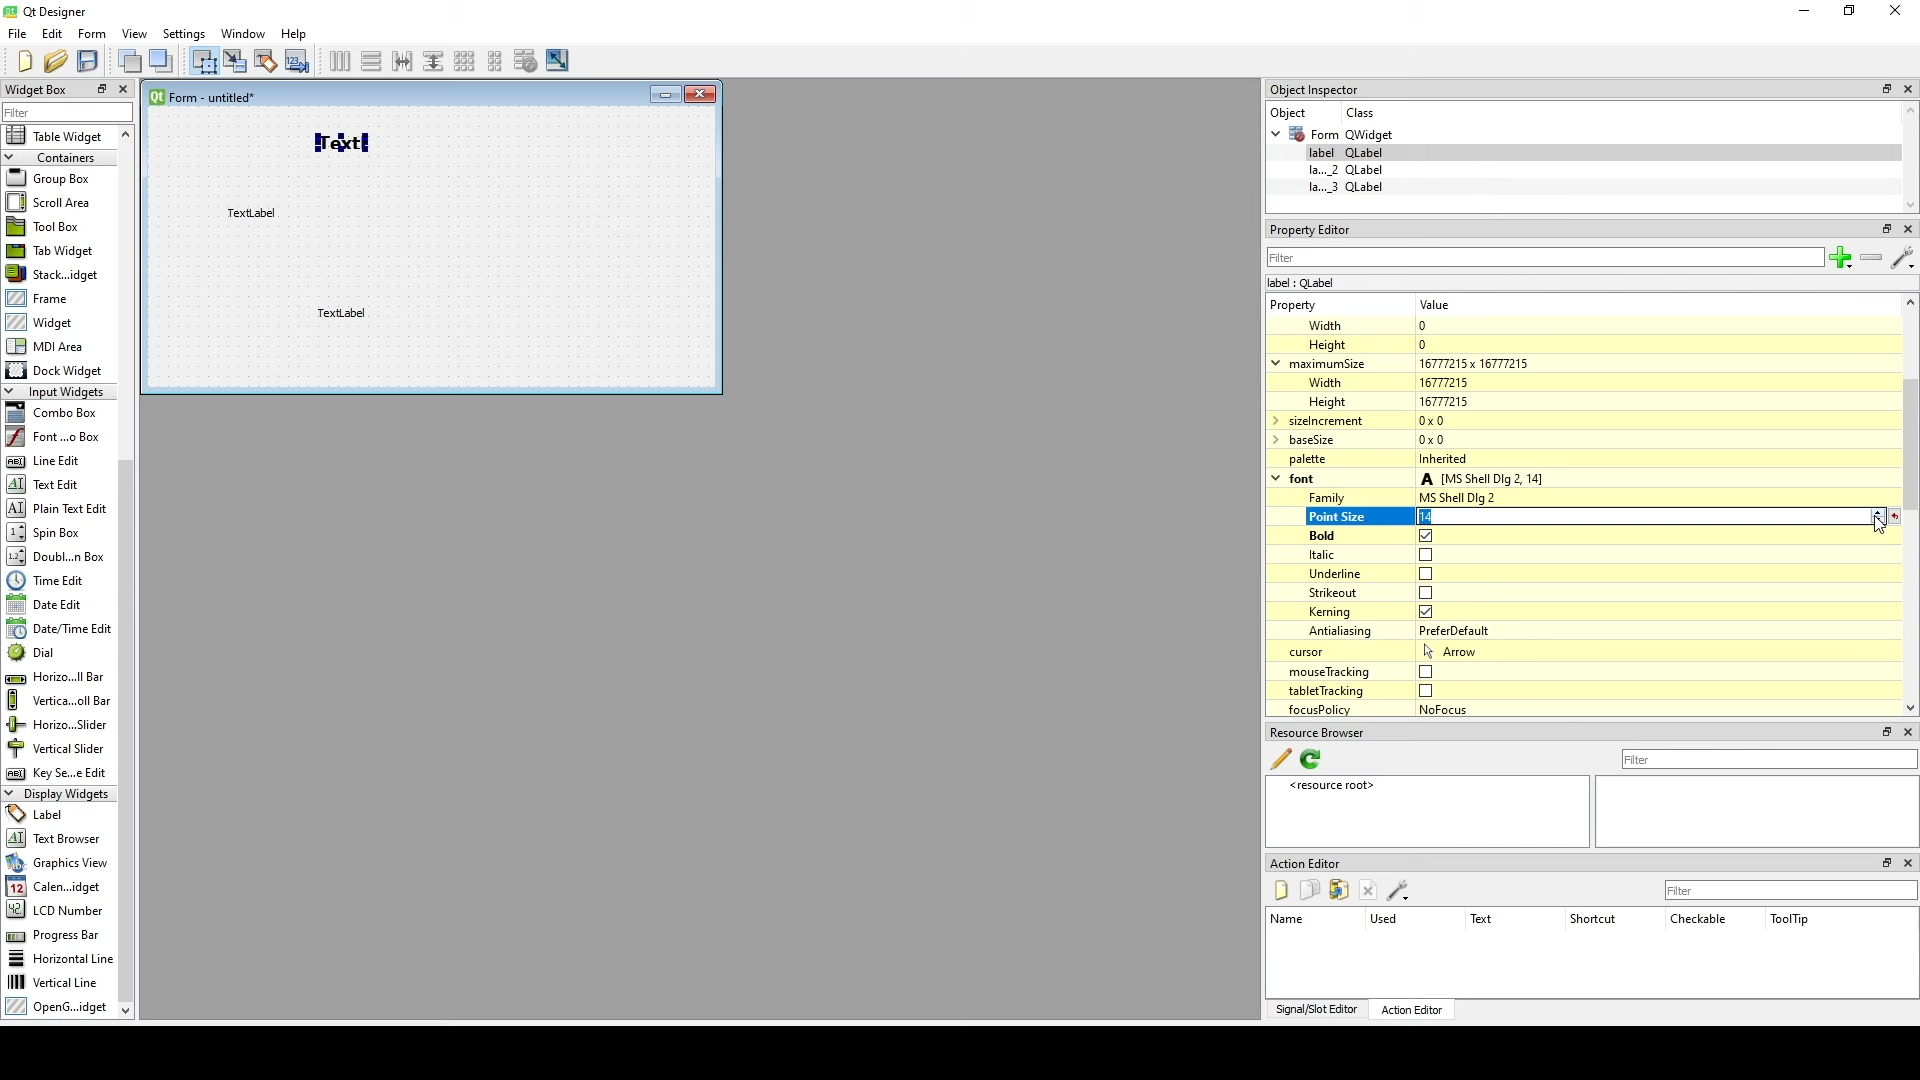 Qt Designer
File Edit Form View Settings Window Help
Widget Box
Filter
Table Widget
Containers
Group Box
Scroll Area
Tool Box
Tab Widget
Stack...idget
Frame
Widget
MDI Area
Dock Widget
Input Widgets
Combo Box
Font ...o Box
Line Edit
Text Edit
Plain Text Edit
Spin Box
Doubl...n Box
Time Edit
Date Edit
Date/Time Edit
Dial
Horizo...ll Bar
Vertica...oll Bar
Horizo...Slider
Vertical Slider
Key Se...e Edit
Display Widgets
Label
Text Browser
Graphics View
Calen...idget
LCD Number
Progress Bar
Horizontal Line
Vertical Line
OpenG...idget
Form - untitled*
Text
TextLabel
TextLabel
Object Inspector
Object Class
Form QWidget
label QLabel
la..._2 QLabel
la..._3 QLabel
Property Editor
Filter
label : QLabel
Property Value
Width 0
Height 0
maximumSize 16777215 x 16777215
Width 16777215
Height 16777215
sizeIncrement 0 x 0
baseSize 0 x 0
palette Inherited
font A [MS Shell Dlg 2, 14]
Family MS Shell Dlg 2
Point Size 14
Bold
Italic
Underline
Strikeout
Kerning
Antialiasing PreferDefault
cursor Arrow
mouseTracking
tabletTracking
focusPolicy NoFocus
Resource Browser
Filter
<resource root>
Action Editor
Filter
Name Used Text Shortcut Checkable ToolTip
Signal/Slot Editor Action Editor